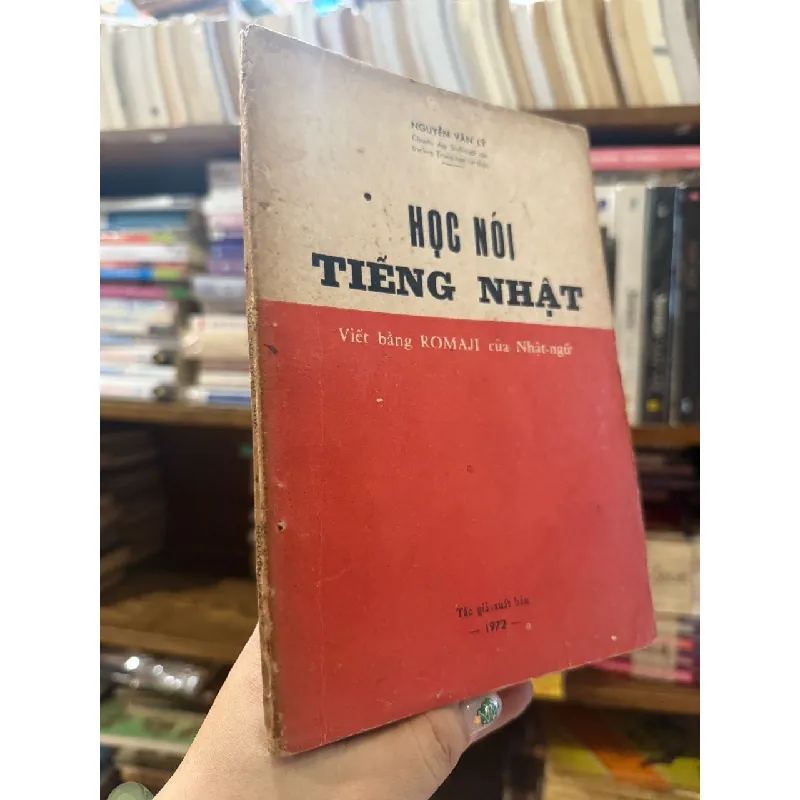 NGUYỄN VĂN LÝ
HỌC NÓI
TIẾNG NHẬT
Viết bằng ROMAJI của Nhật-ngữ
Tác giả xuất bản
— 1972 —